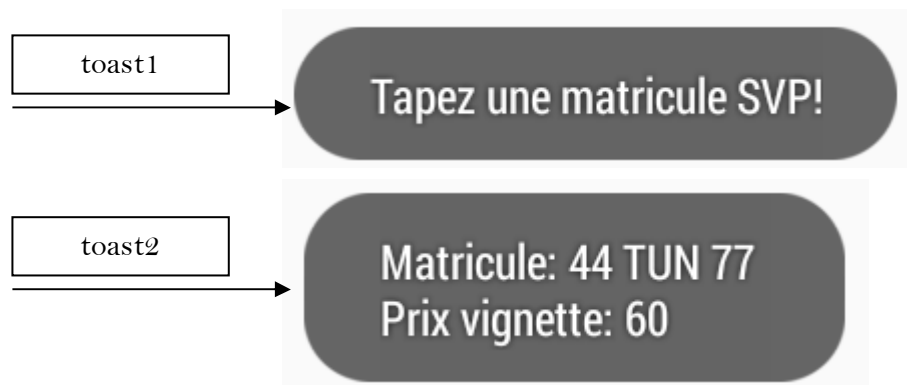 toast1
Tapez une matricule SVP!
toast2
Matricule: 44 TUN 77
Prix vignette: 60